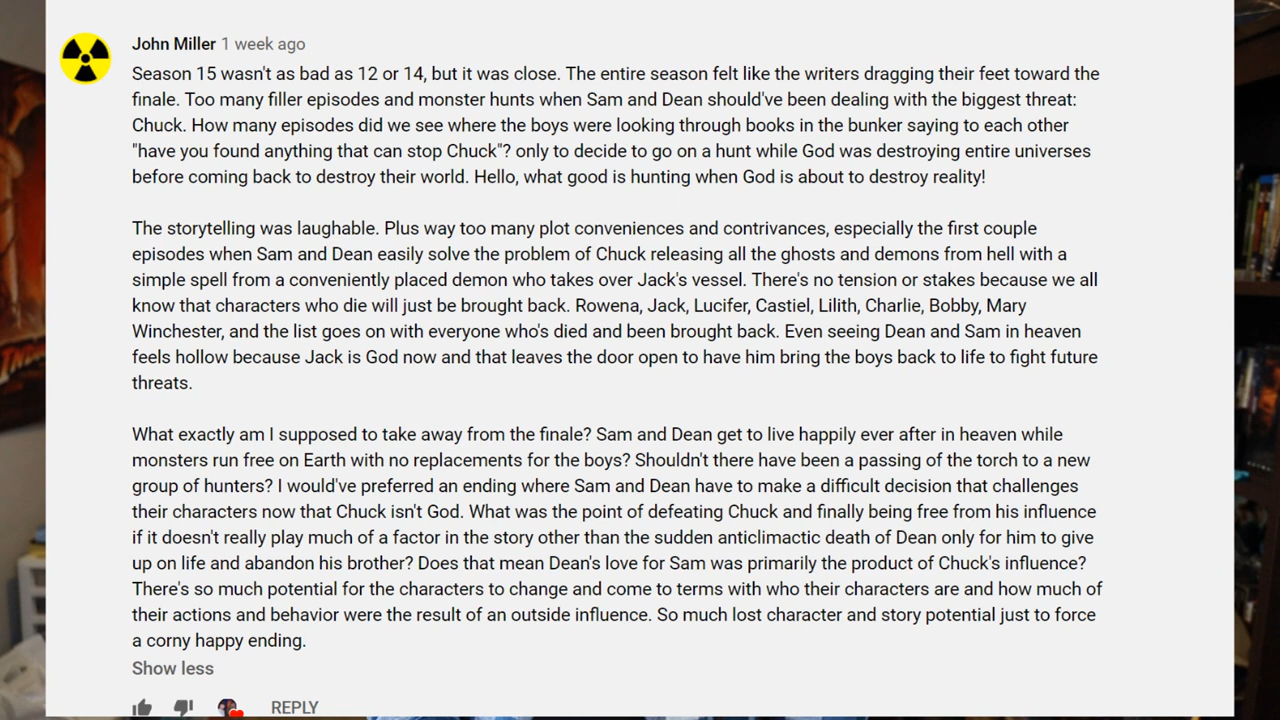 John Miller 1 week ago
Season 15 wasn't as bad as 12 or 14, but it was close. The entire season felt like the writers dragging their feet toward the
finale. Too many filler episodes and monster hunts when Sam and Dean should've been dealing with the biggest threat:
Chuck. How many episodes did we see where the boys were looking through books in the bunker saying to each other
"have you found anything that can stop Chuck"? only to decide to go on a hunt while God was destroying entire universes
before coming back to destroy their world. Hello, what good is hunting when God is about to destroy reality!
The storytelling was laughable. Plus way too many plot conveniences and contrivances, especially the first couple
episodes when Sam and Dean easily solve the problem of Chuck releasing all the ghosts and demons from hell with a
simple spell from a conveniently placed demon who takes over Jack's vessel. There's no tension or stakes because we all
know that characters who die will just be brought back. Rowena, Jack, Lucifer, Castiel, Lilith, Charlie, Bobby, Mary
Winchester, and the list goes on with everyone who's died and been brought back. Even seeing Dean and Sam in heaven
feels hollow because Jack is God now and that leaves the door open to have him bring the boys back to life to fight future
threats.
What exactly am I supposed to take away from the finale? Sam and Dean get to live happily ever after in heaven while
monsters run free on Earth with no replacements for the boys? Shouldn't there have been a passing of the torch to a new
group of hunters? I would've preferred an ending where Sam and Dean have to make a difficult decision that challenges
their characters now that Chuck isn't God. What was the point of defeating Chuck and finally being free from his influence
if it doesn't really play much of a factor in the story other than the sudden anticlimactic death of Dean only for him to give
up on life and abandon his brother? Does that mean Dean's love for Sam was primarily the product of Chuck's influence?
There's so much potential for the characters to change and come to terms with who their characters are and how much of
their actions and behavior were the result of an outside influence. So much lost character and story potential just to force
a corny happy ending.
Show less
REPLY